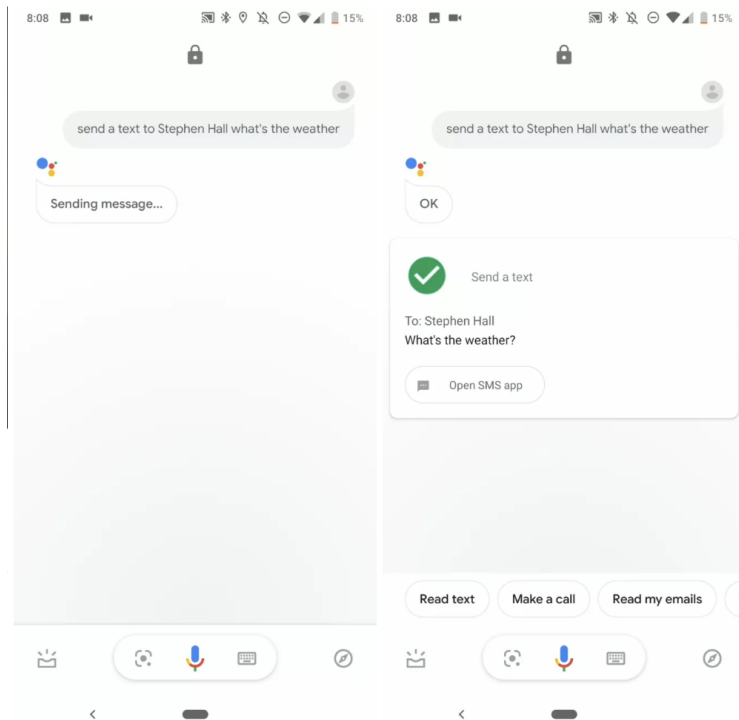 8:08
15%
send a text to Stephen Hall what's the weather
Sending message...
8:08
15%
send a text to Stephen Hall what's the weather
OK
Send a text
To: Stephen Hall
What's the weather?
Open SMS app
Read text
Make a call
Read my emails